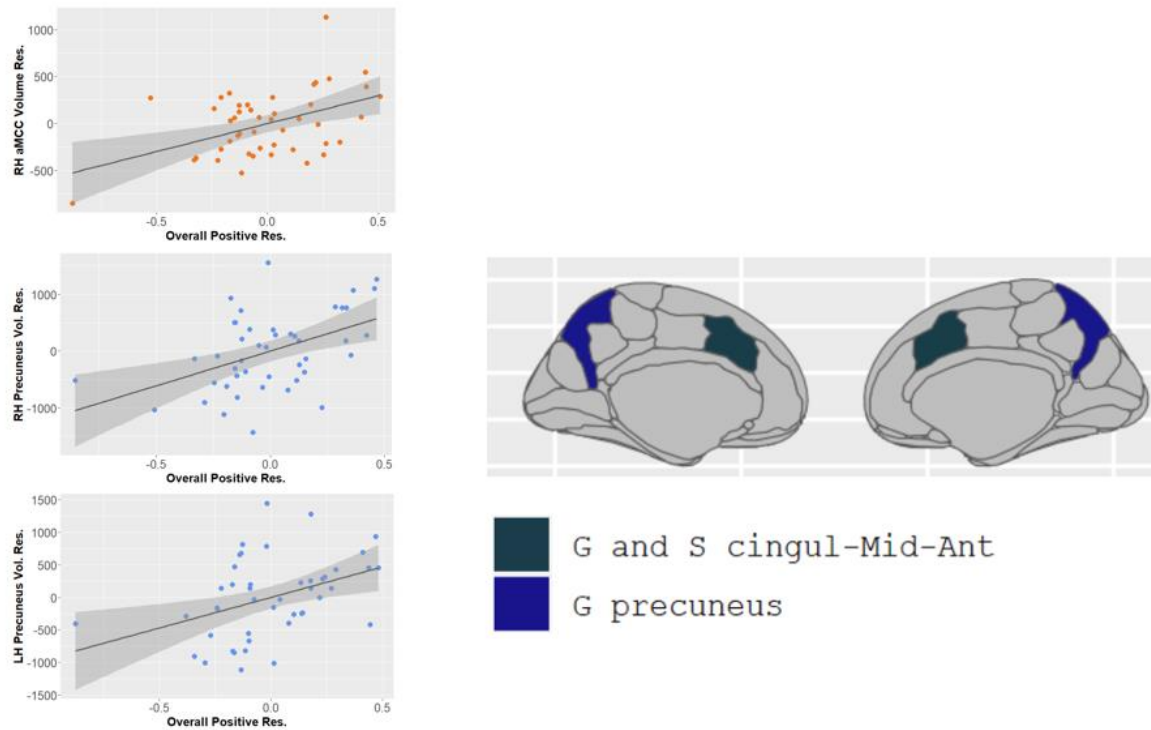 RH aMCC Volume Res.
1000
500
0
-500
-0.5 0.0 0.5
Overall Positive Res.
RH Precuneus Vol. Res.
1000
0
-1000
-0.5 0.0 0.5
Overall Positive Res.
LH Precuneus Vol. Res.
1500
1000
500
0
-500
-1000
-1500
-0.5 0.0 0.5
Overall Positive Res.
G and S cingul-Mid-Ant
G precuneus